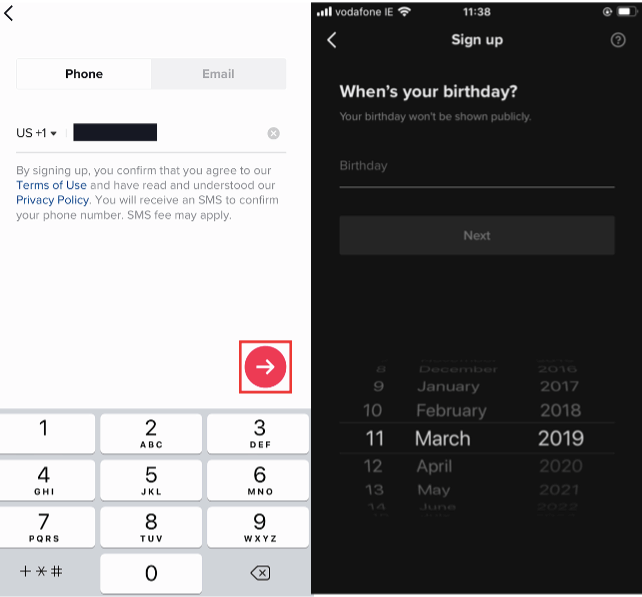 Phone
Email
US +1
By signing up, you confirm that you agree to our
Terms of Use and have read and understood our
Privacy Policy. You will receive an SMS to confirm
your phone number. SMS fee may apply.
1
2
ABC
3
DEF
4
GHI
5
JKL
6
MNO
7
PQRS
8
TUV
9
WXYZ
+ * #
0
vodafone IE
11:38
Sign up
?
When's your birthday?
Your birthday won't be shown publicly.
Birthday
Next
8 December 2016
9 January 2017
10 February 2018
11 March 2019
12 April 2020
13 May 2021
14 June 2022